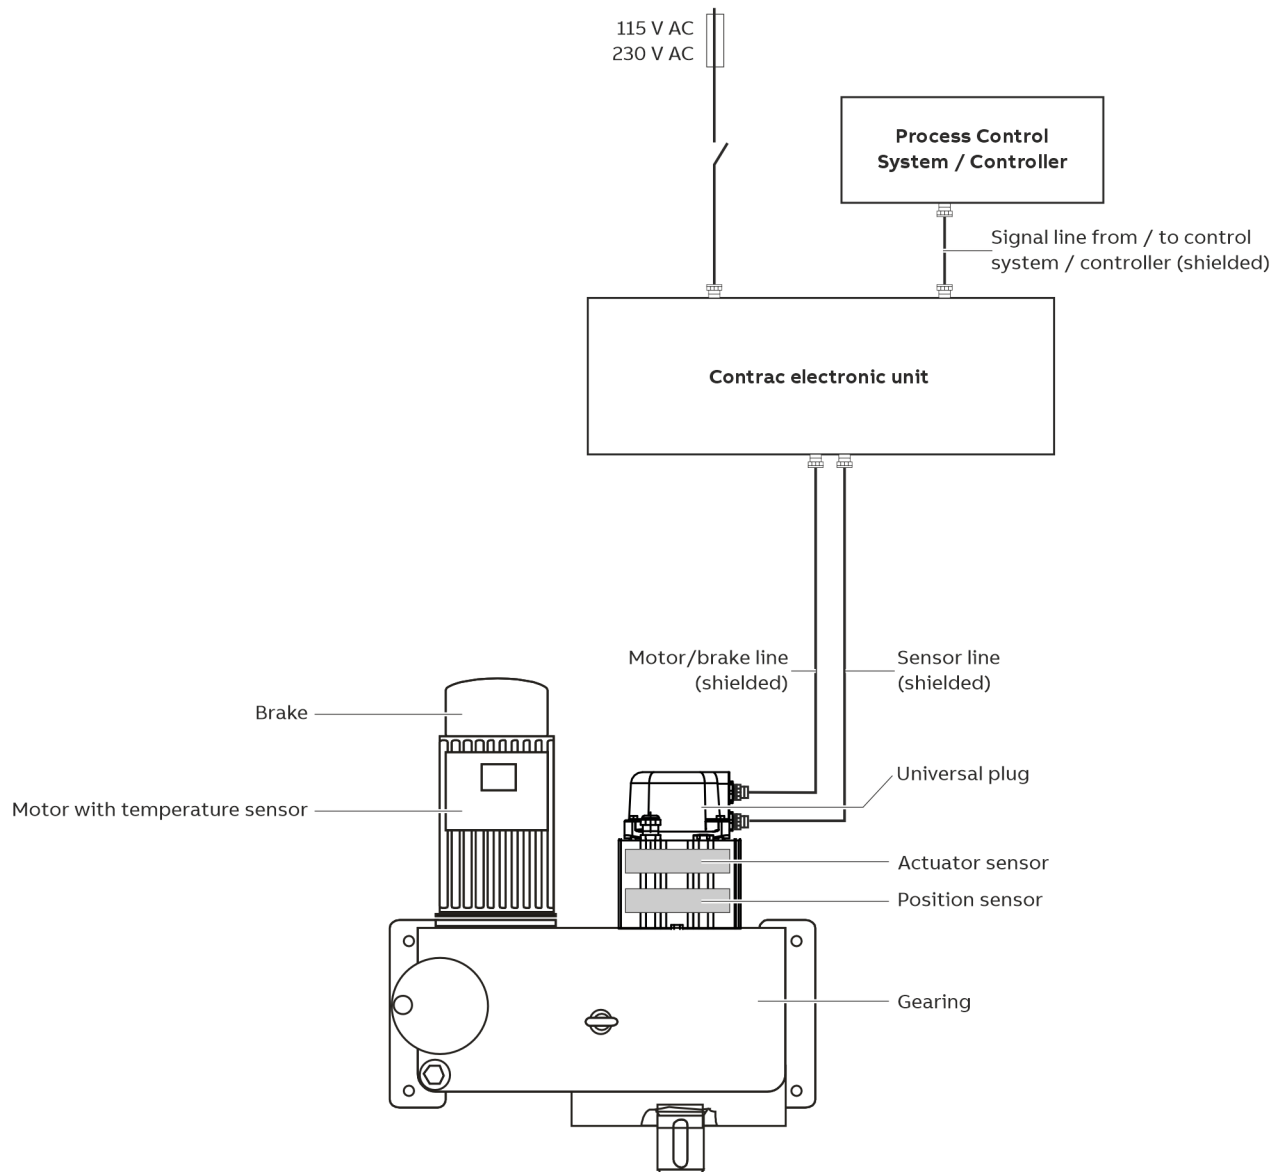 115 V AC
230 V AC
Process Control
System / Controller
Signal line from / to control
system / controller (shielded)
Contrac electronic unit
Motor/brake line
(shielded)
Sensor line
(shielded)
Brake
Universal plug
Motor with temperature sensor
Actuator sensor
Position sensor
Gearing